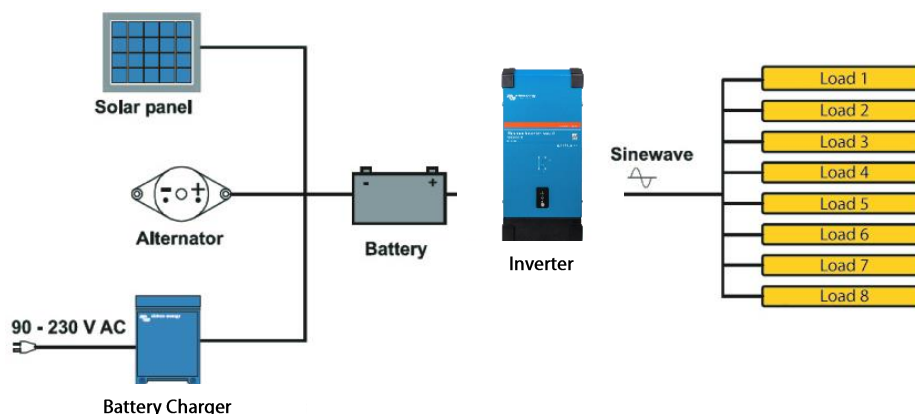 Solar panel
- +
Alternator
90 - 230 V AC
Battery Charger
- +
Battery
Inverter
Sinewave
Load 1
Load 2
Load 3
Load 4
Load 5
Load 6
Load 7
Load 8